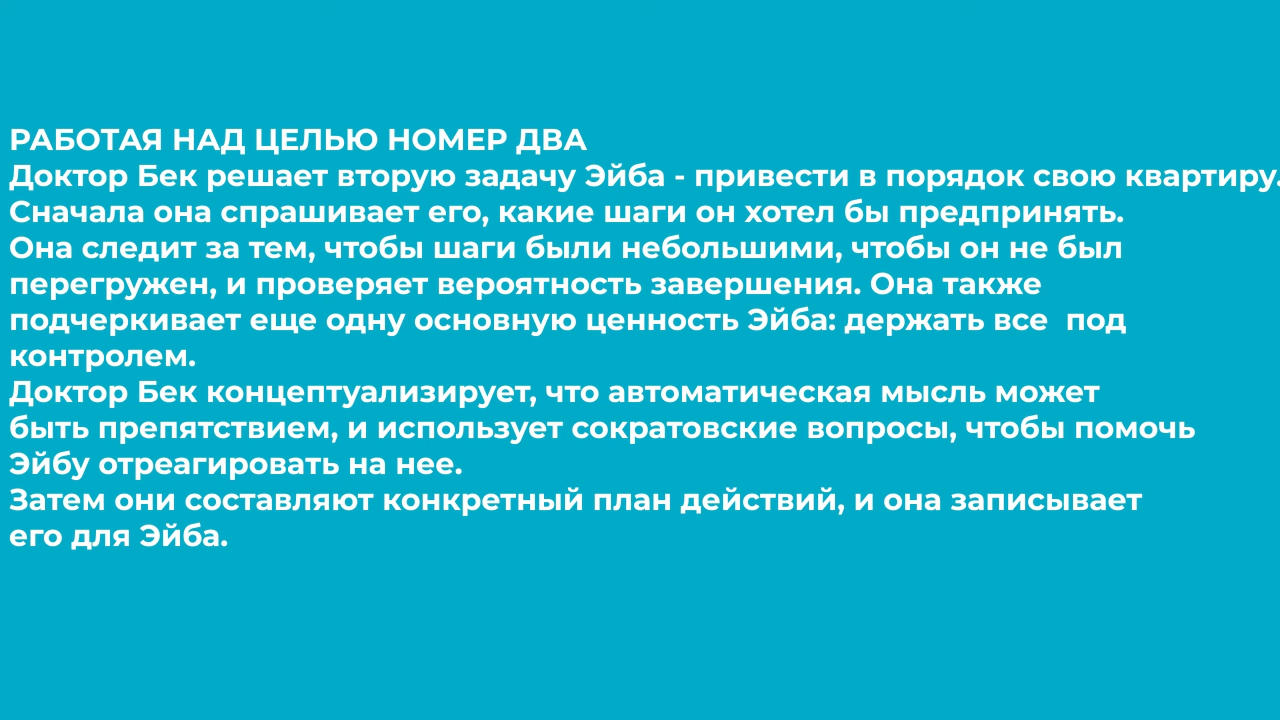 РАБОТАЯ НАД ЦЕЛЬЮ НОМЕР ДВА
Доктор Бек решает вторую задачу Эйба - привести в порядок свою квартиру.
Сначала она спрашивает его, какие шаги он хотел бы предпринять.
Она следит за тем, чтобы шаги были небольшими, чтобы он не был
перегружен, и проверяет вероятность завершения. Она также
подчеркивает еще одну основную ценность Эйба: держать все  под
контролем.
Доктор Бек концептуализирует, что автоматическая мысль может
быть препятствием, и использует сократовские вопросы, чтобы помочь
Эйбу отреагировать на нее.
Затем они составляют конкретный план действий, и она записывает
его для Эйба.